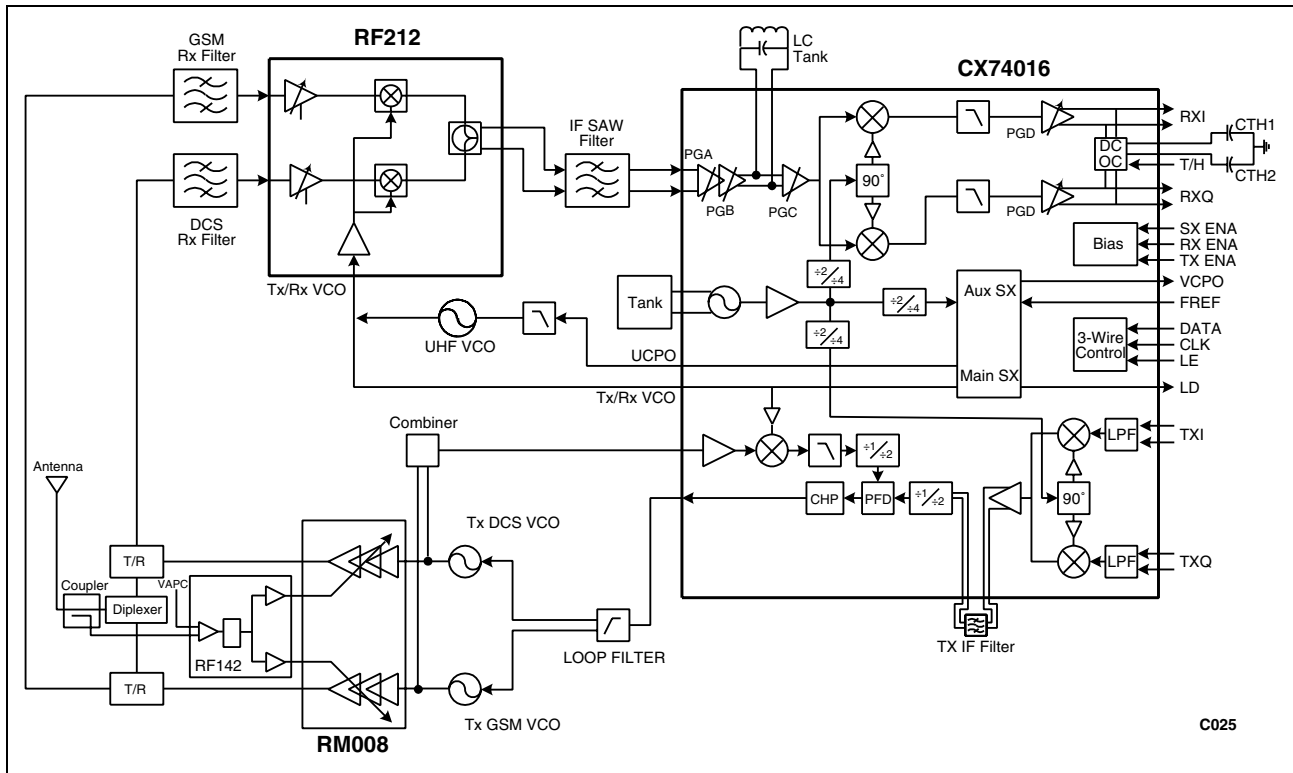 GSM
Rx Filter
RF212
LC
Tank
CX74016
IF SAW
Filter
PGA
PGB
PGC
PGD
RXI
CTH1
DC
OC
T/H
CTH2
90°
PGD
RXQ
DCS
Rx Filter
Bias
SX ENA
RX ENA
TX ENA
Tx/Rx VCO
÷2/÷4
Tank
÷2/÷4
Aux SX
VCPO
FREF
÷2/÷4
UHF VCO
UCPO
3-Wire
Control
DATA
CLK
LE
Main SX
LD
Tx/Rx VCO
Combiner
LPF
TXI
÷1/÷2
Antenna
CHP
PFD
÷1/÷2
90°
Tx DCS VCO
T/R
LPF
TXQ
Coupler
VAPC
Diplexer
RF142
LOOP FILTER
TX IF Filter
T/R
Tx GSM VCO
RM008
C025